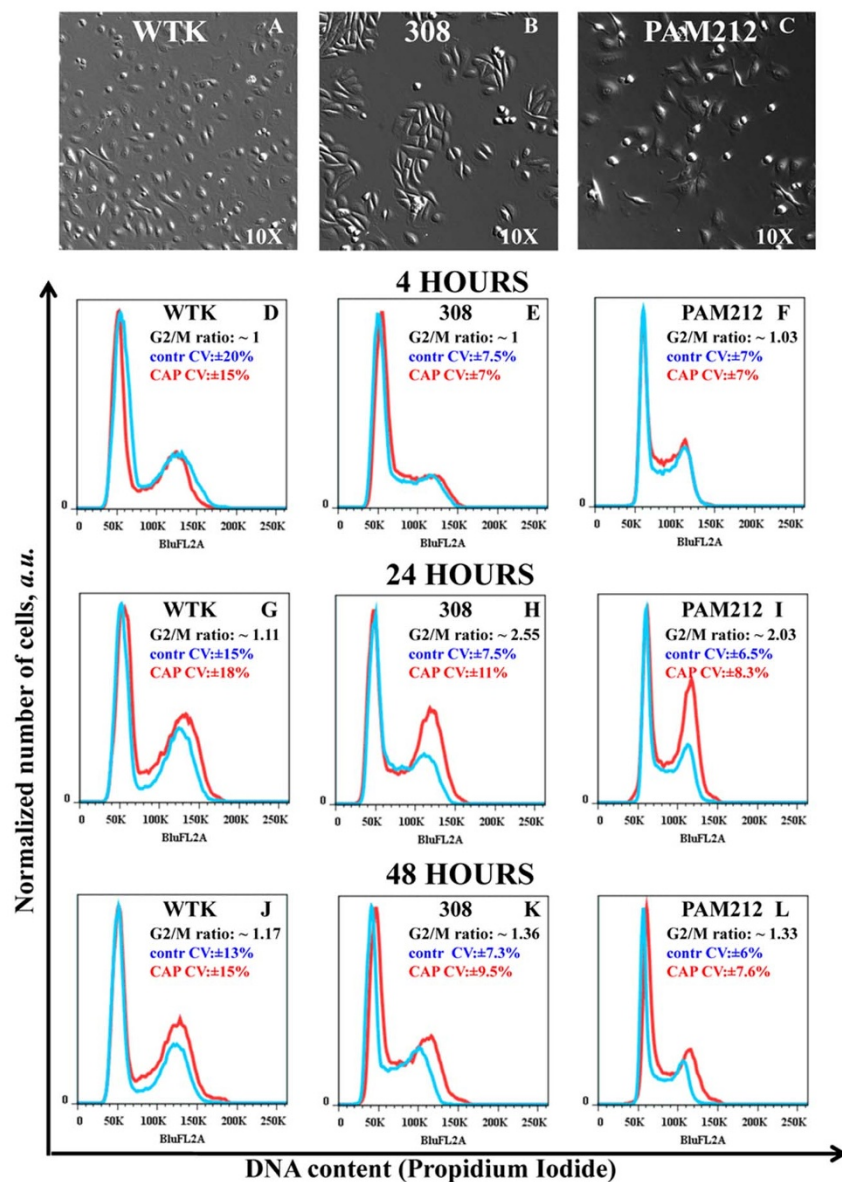 WTK A
308 B
PAM212 C
10X
10X
10X
4 HOURS
WTK D
G2/M ratio: ~ 1
contr CV:±20%
CAP CV:±15%
0
0 50K 100K 150K 200K 250K
BluFL2A
308 E
G2/M ratio: ~ 1
contr CV:±7.5%
CAP CV:±7%
0
0 50K 100K 150K 200K 250K
BluFL2A
PAM212 F
G2/M ratio: ~ 1.03
contr CV:±7%
CAP CV:±7%
0
0 50K 100K 150K 200K 250K
BluFL2A
24 HOURS
WTK G
G2/M ratio: ~ 1.11
contr CV:±15%
CAP CV:±18%
0
0 50K 100K 150K 200K 250K
BluFL2A
308 H
G2/M ratio: ~ 2.55
contr CV:±7.5%
CAP CV:±11%
0
0 50K 100K 150K 200K 250K
BluFL2A
PAM212 I
G2/M ratio: ~ 2.03
contr CV:±6.5%
CAP CV:±8.3%
0
0 50K 100K 150K 200K 250K
BluFL2A
48 HOURS
WTK J
G2/M ratio: ~ 1.17
contr CV:±13%
CAP CV:±15%
0
0 50K 100K 150K 200K 250K
BluFL2A
308 K
G2/M ratio: ~ 1.36
contr CV:±7.3%
CAP CV:±9.5%
0
0 50K 100K 150K 200K 250K
BluFL2A
PAM212 L
G2/M ratio: ~ 1.33
contr CV:±6%
CAP CV:±7.6%
0
0 50K 100K 150K 200K 250K
BluFL2A
Normalized number of cells, a.u.
DNA content (Propidium Iodide)